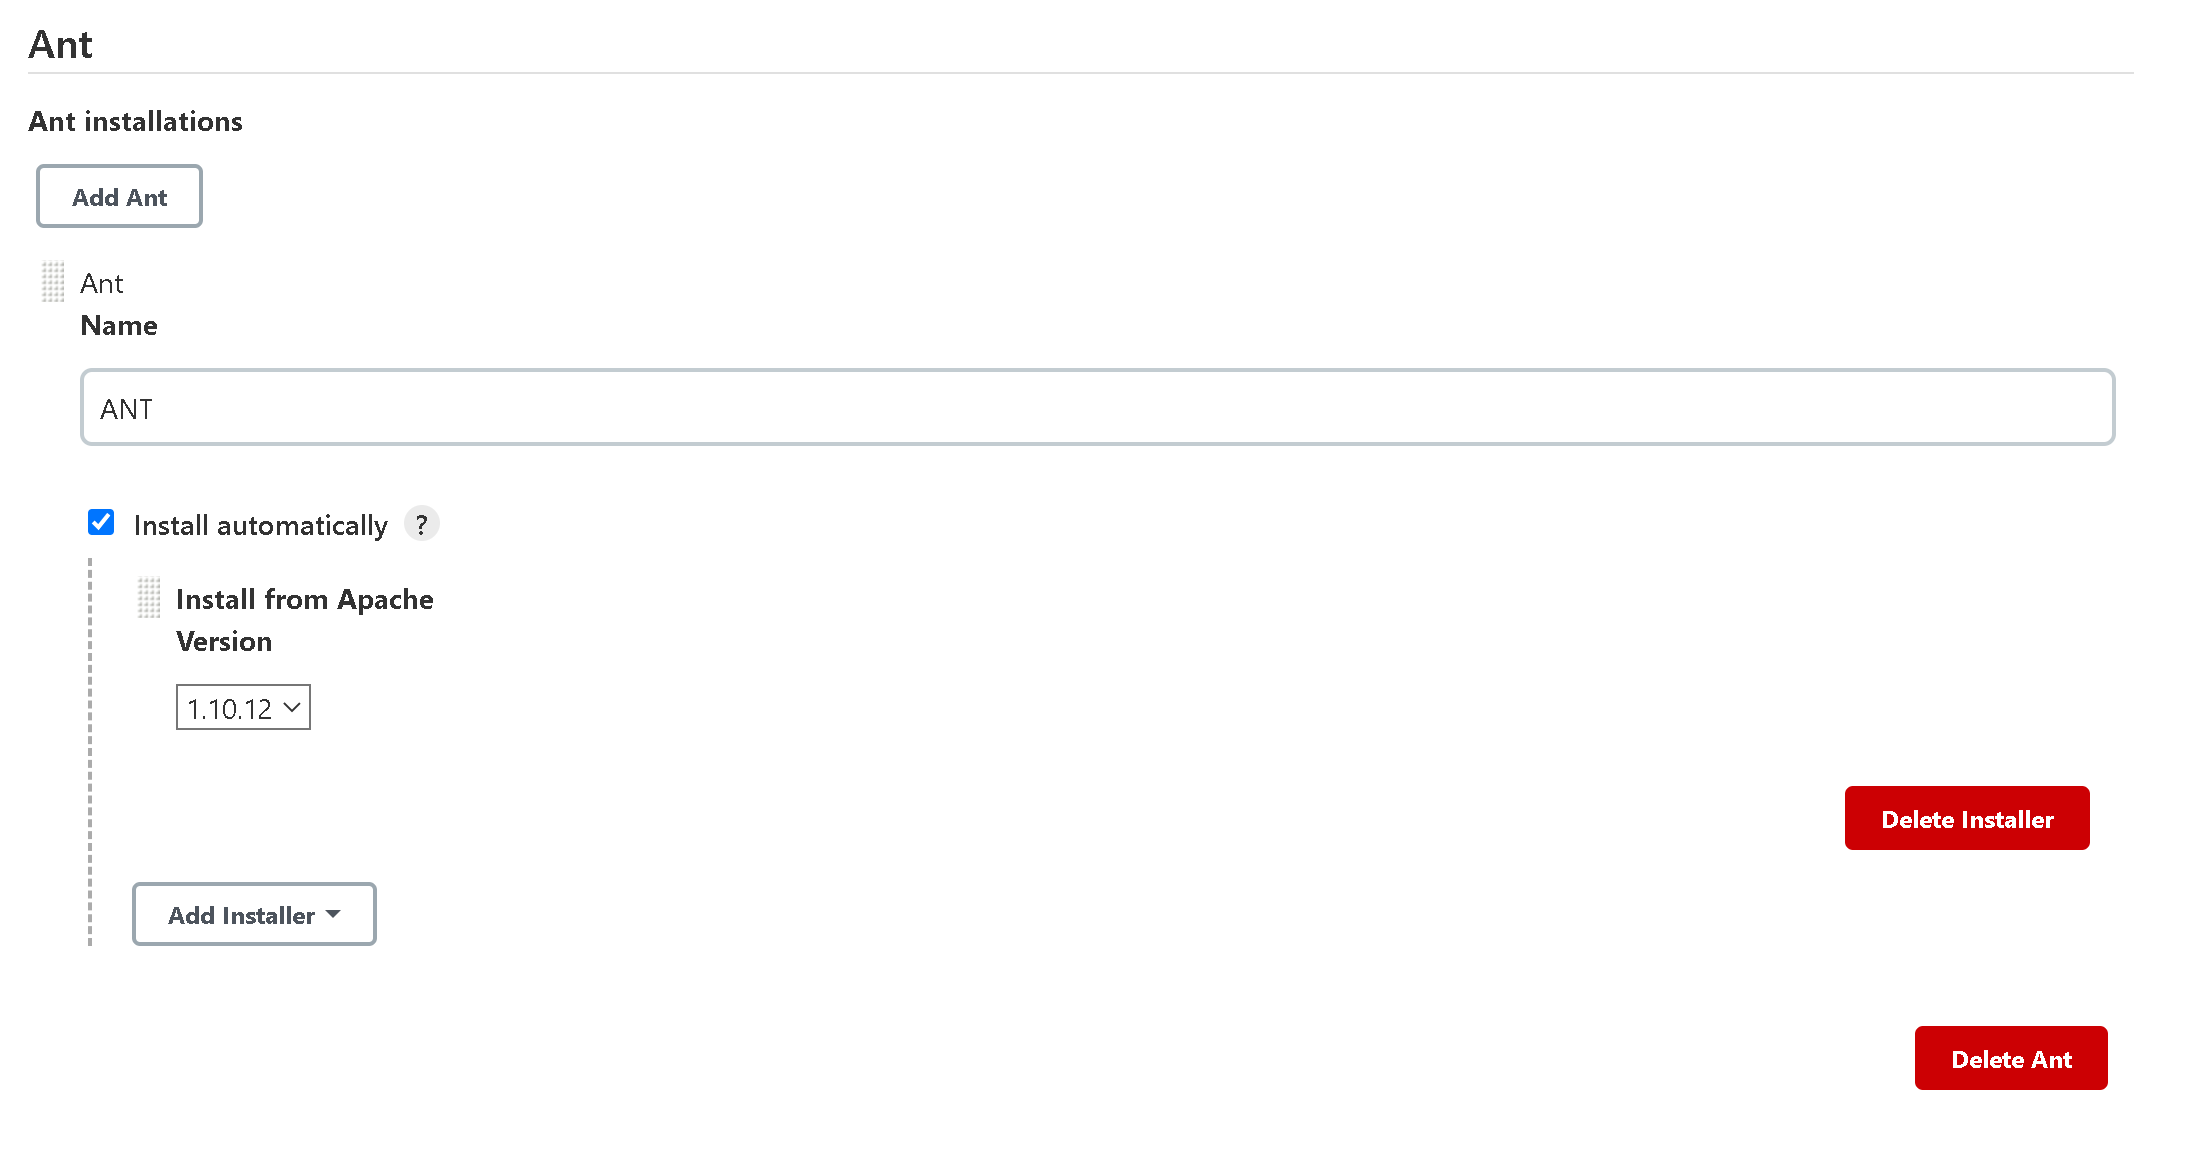 Ant
Ant installations
Add Ant
Ant
Name
ANT
Install automatically ?
Install from Apache
Version
1.10.12
Delete Installer
Add Installer
Delete Ant